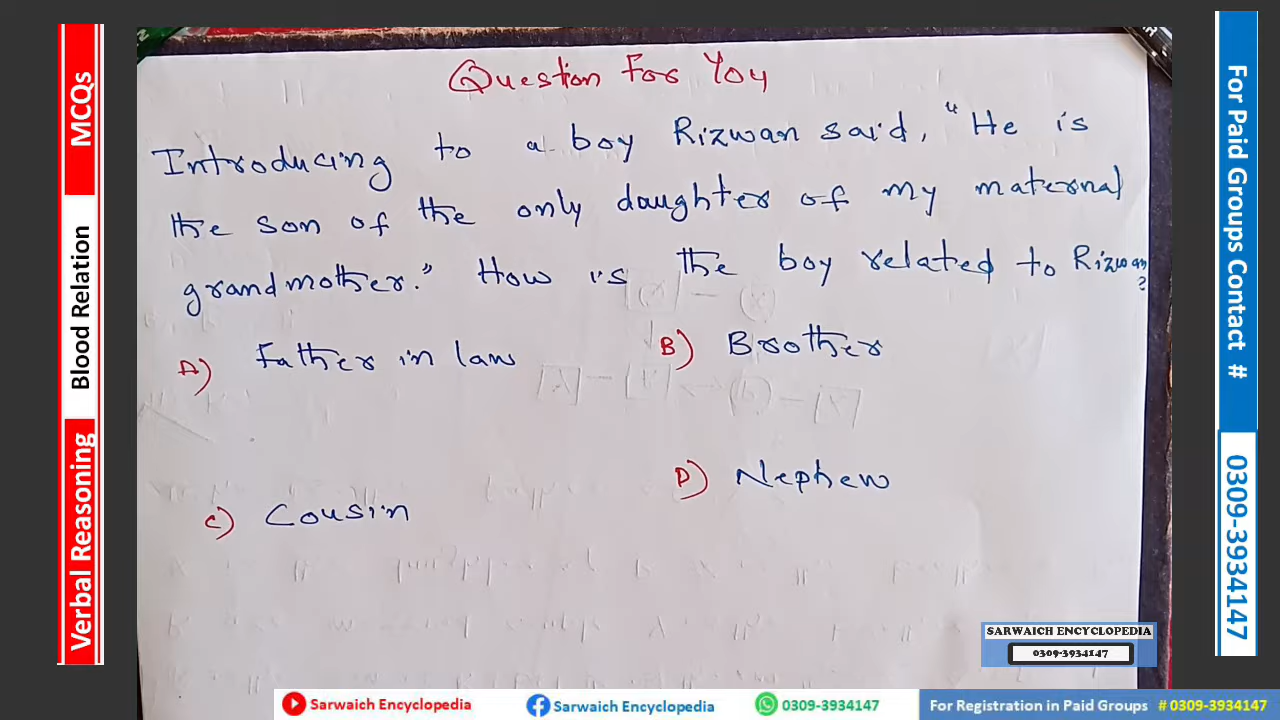 MCQs
Blood Relation
Verbal Reasoning
Question For You
Introducing to a boy Rizwan said, "He is
the son of the only daughter of my maternal
grandmother." How is the boy related to Rizwan
?
A) Father in law
B) Brother
C) Cousin
D) Nephew
For Paid Groups Contact #
0309-3934147
SARWAICH ENCYCLOPEDIA
0309-3934147
Sarwaich Encyclopedia
Sarwaich Encyclopedia
0309-3934147
For Registration in Paid Groups # 0309-3934147